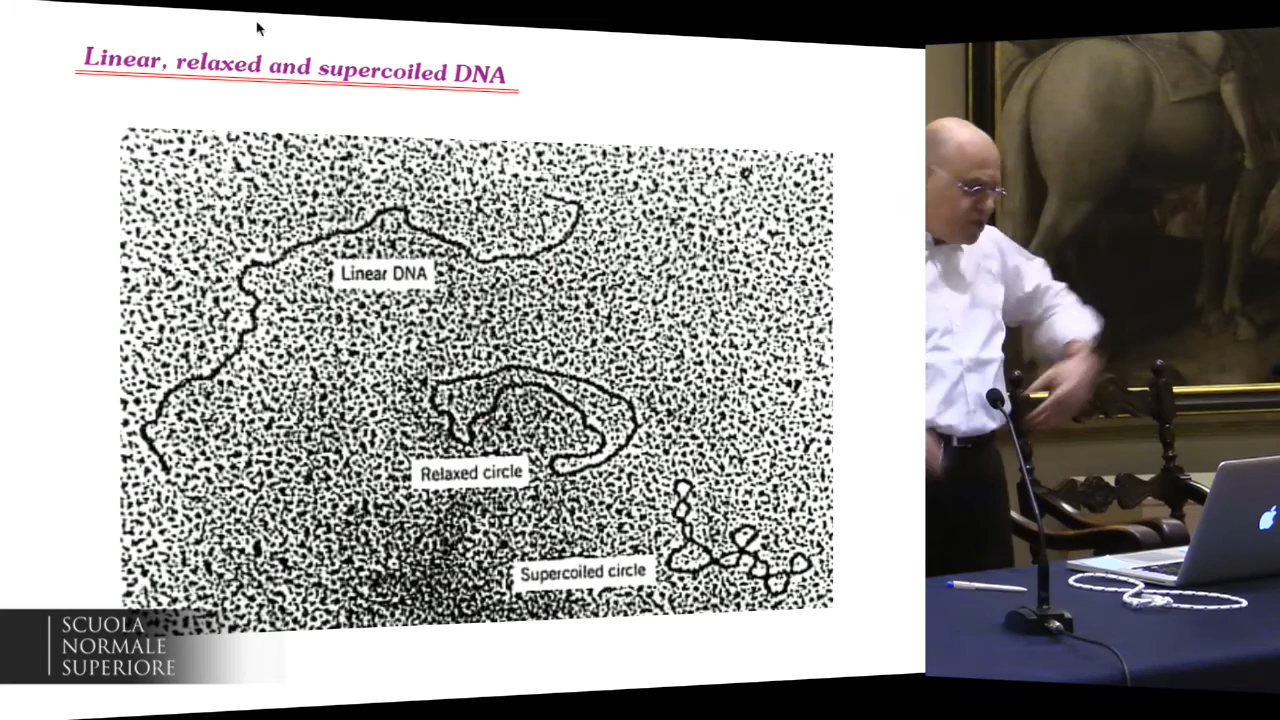 Linear, relaxed and supercoiled DNA
Linear DNA
Relaxed circle
Supercoiled circle
SCUOLA
NORMALE
SUPERIORE